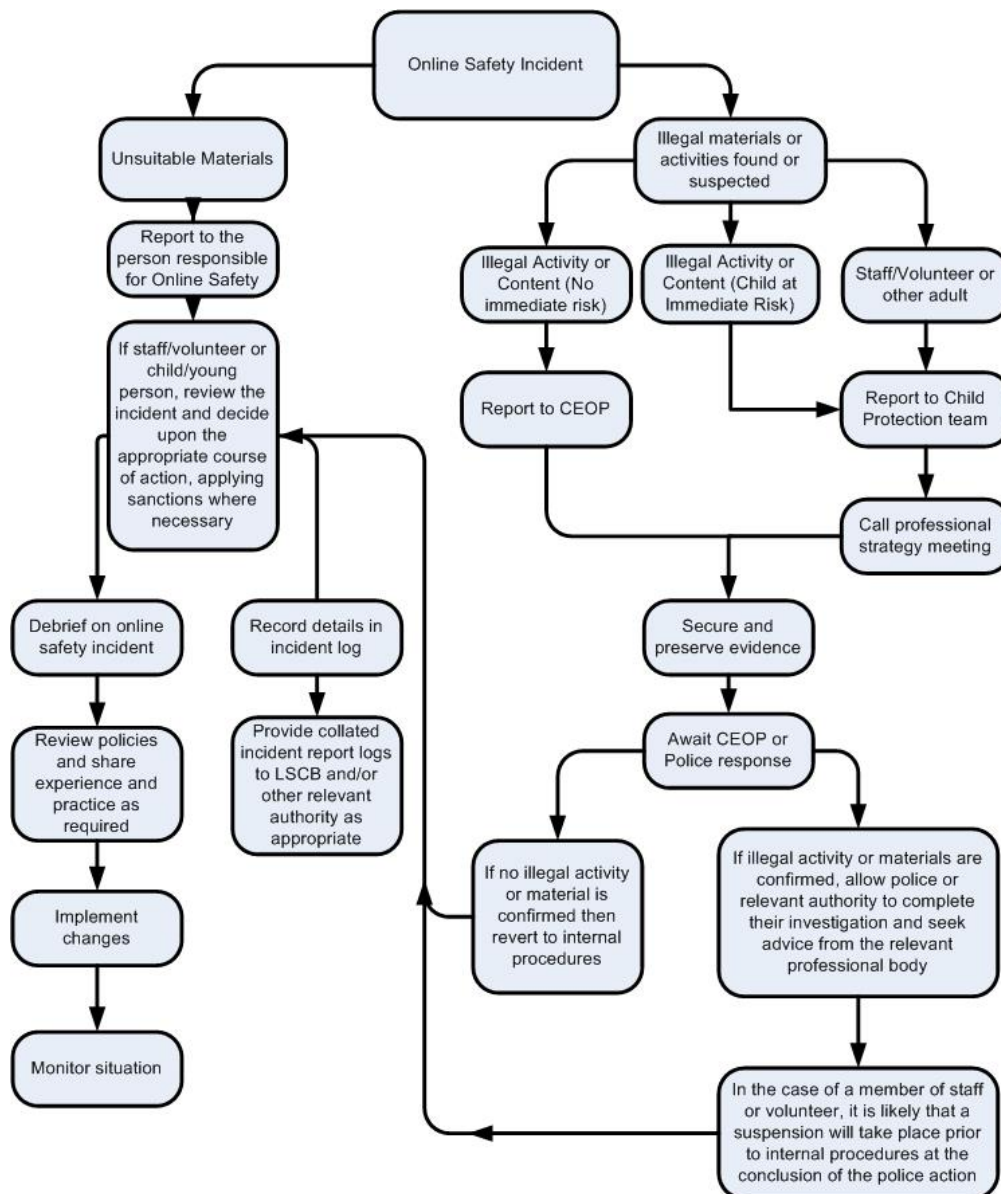 Online Safety Incident
Unsuitable Materials
Report to the
person responsible
for Online Safety
If staff/volunteer or
child/young
person, review the
incident and decide
upon the
appropriate course
of action, applying
sanctions where
necessary
Debrief on online
safety incident
Review policies
and share
experience and
practice as
required
Implement
changes
Monitor situation
Record details in
incident log
Provide collated
incident report logs
to LSCB and/or
other relevant
authority as
appropriate
Illegal materials or
activities found or
suspected
Illegal Activity or
Content (No
immediate risk)
Illegal Activity or
Content (Child at
Immediate Risk)
Staff/Volunteer or
other adult
Report to CEOP
Report to Child
Protection team
Call professional
strategy meeting
Secure and
preserve evidence
Await CEOP or
Police response
If no illegal activity
or material is
confirmed then
revert to internal
procedures
If illegal activity or materials are
confirmed, allow police or
relevant authority to complete
their investigation and seek
advice from the relevant
professional body
In the case of a member of staff
or volunteer, it is likely that a
suspension will take place prior
to internal procedures at the
conclusion of the police action